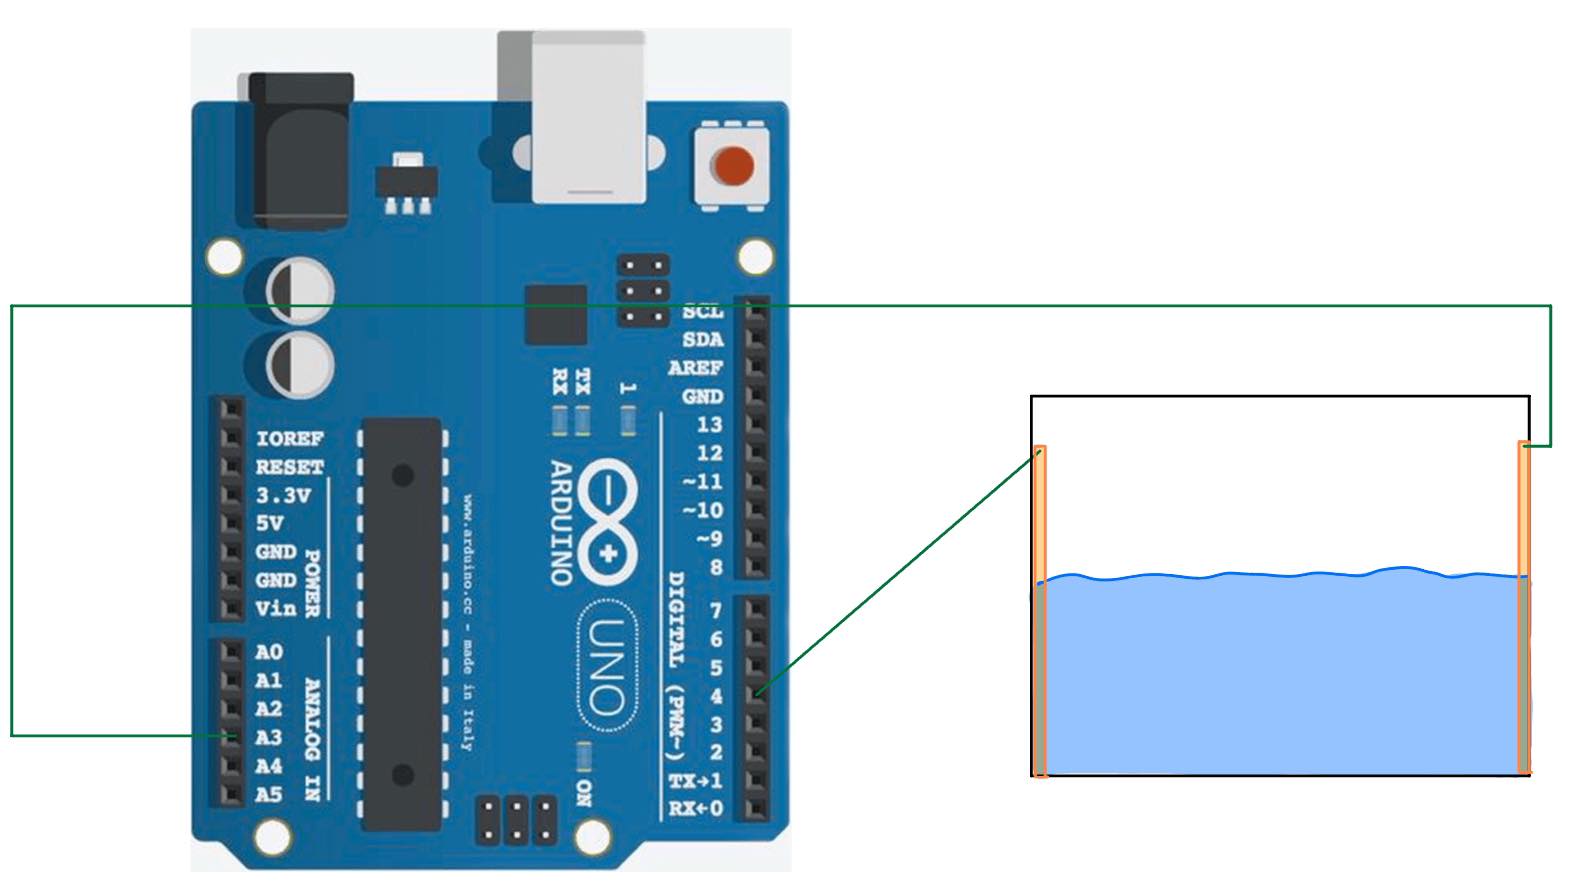 SCL
SDA
AREF
GND
RX
TX
1
13
12
~11
~10
~9
8
IOREF
RESET
3.3V
5V
GND
GND
Vin
POWER
ARDUINO
UNO
www.arduino.cc - made in Italy
DIGITAL (PWM~)
7
6
5
4
3
2
TX→1
RX←0
A0
A1
A2
A3
A4
A5
ANALOG IN
ON